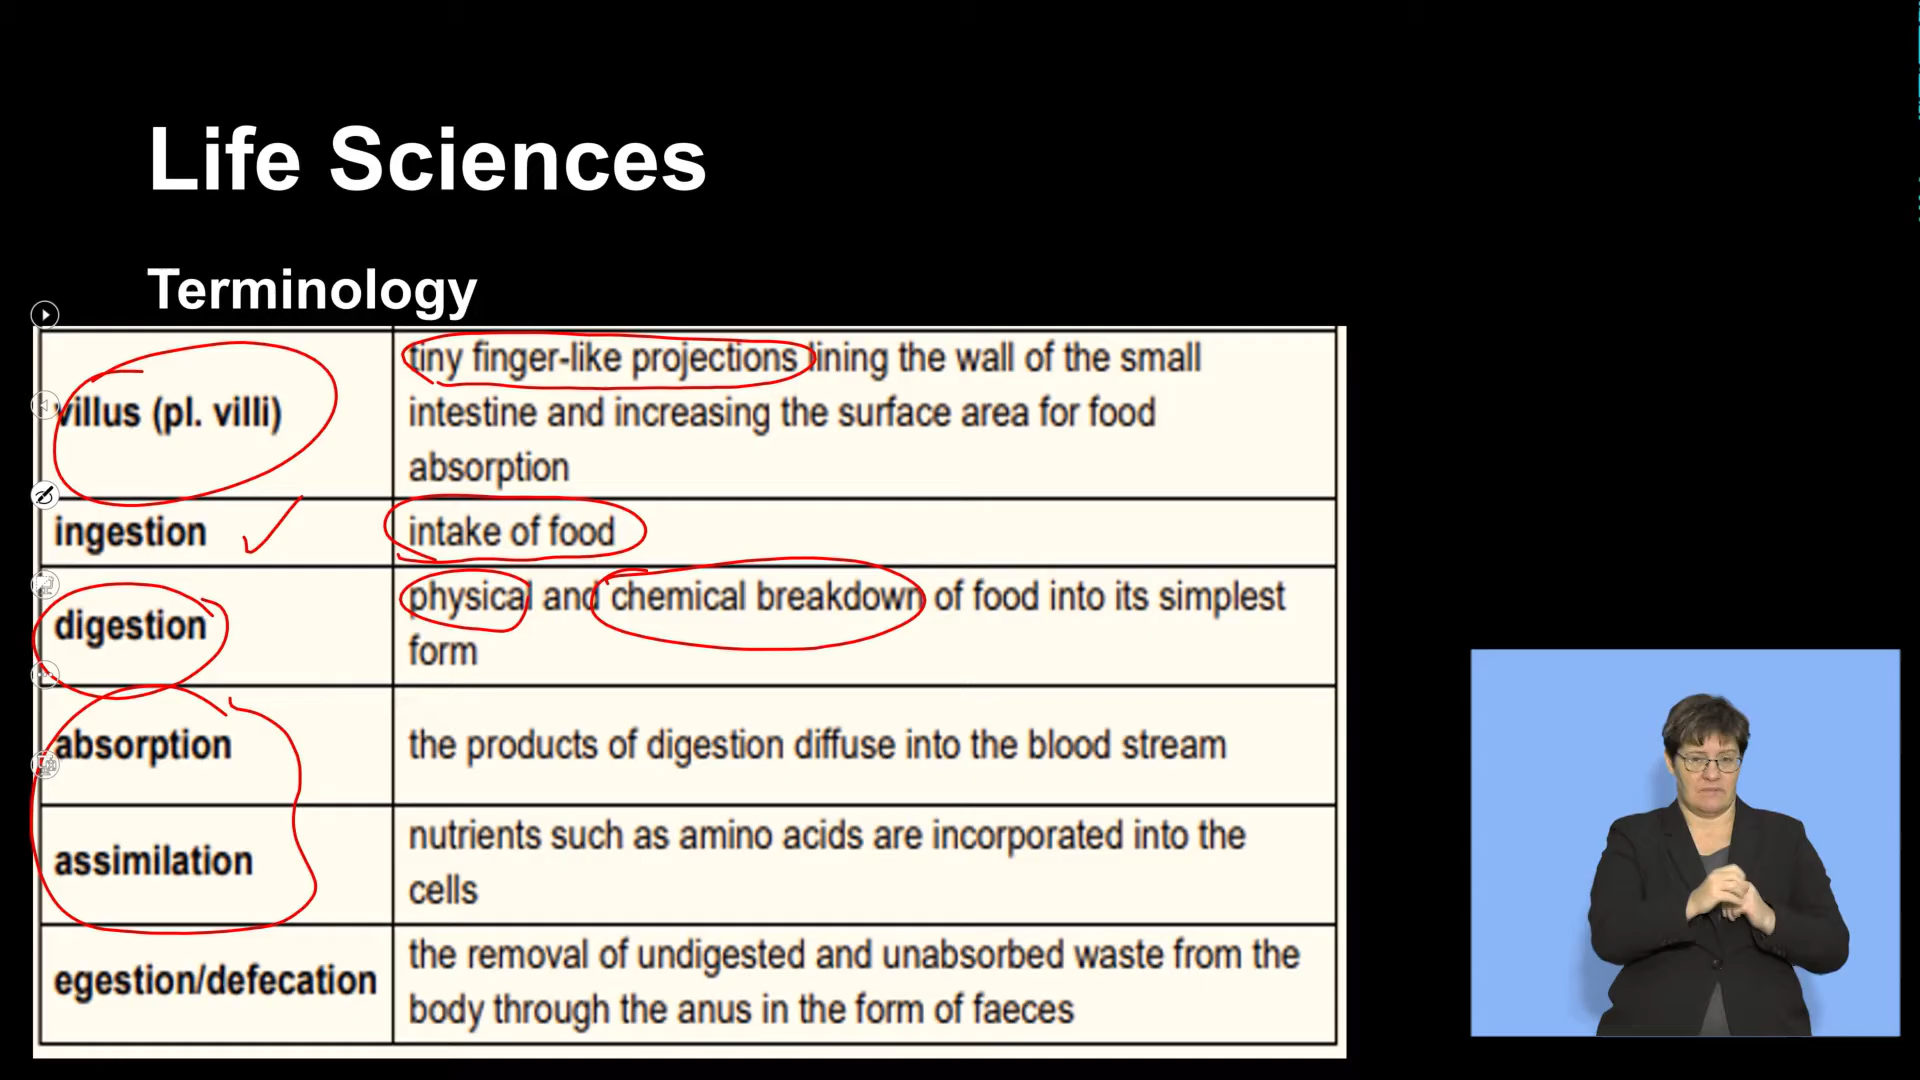 Life Sciences
Terminology
villus (pl. villi)
tiny finger-like projections lining the wall of the small
intestine and increasing the surface area for food
absorption
ingestion
intake of food
digestion
physical and chemical breakdown of food into its simplest
form
absorption
the products of digestion diffuse into the blood stream
assimilation
nutrients such as amino acids are incorporated into the
cells
egestion/defecation
the removal of undigested and unabsorbed waste from the
body through the anus in the form of faeces